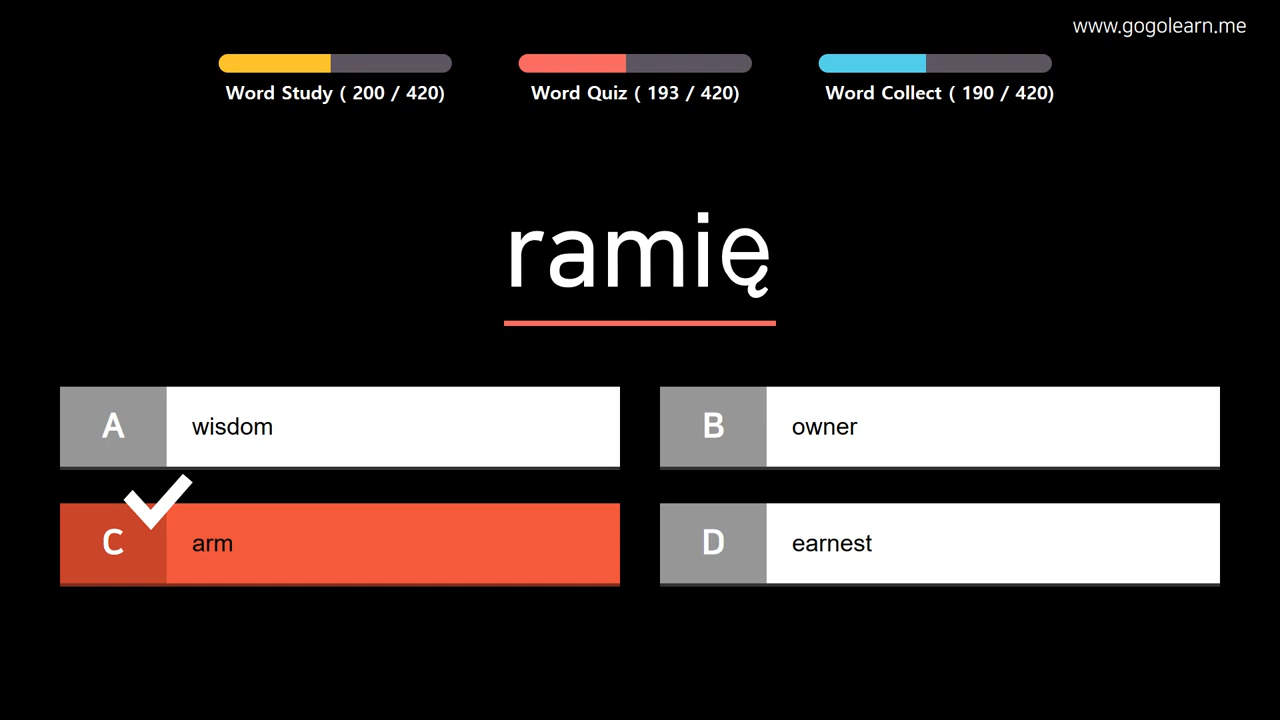 www.gogolearn.me
Word Study ( 200 / 420)
Word Quiz ( 193 / 420)
Word Collect ( 190 / 420)
ramię
A wisdom
B owner
C arm
D earnest